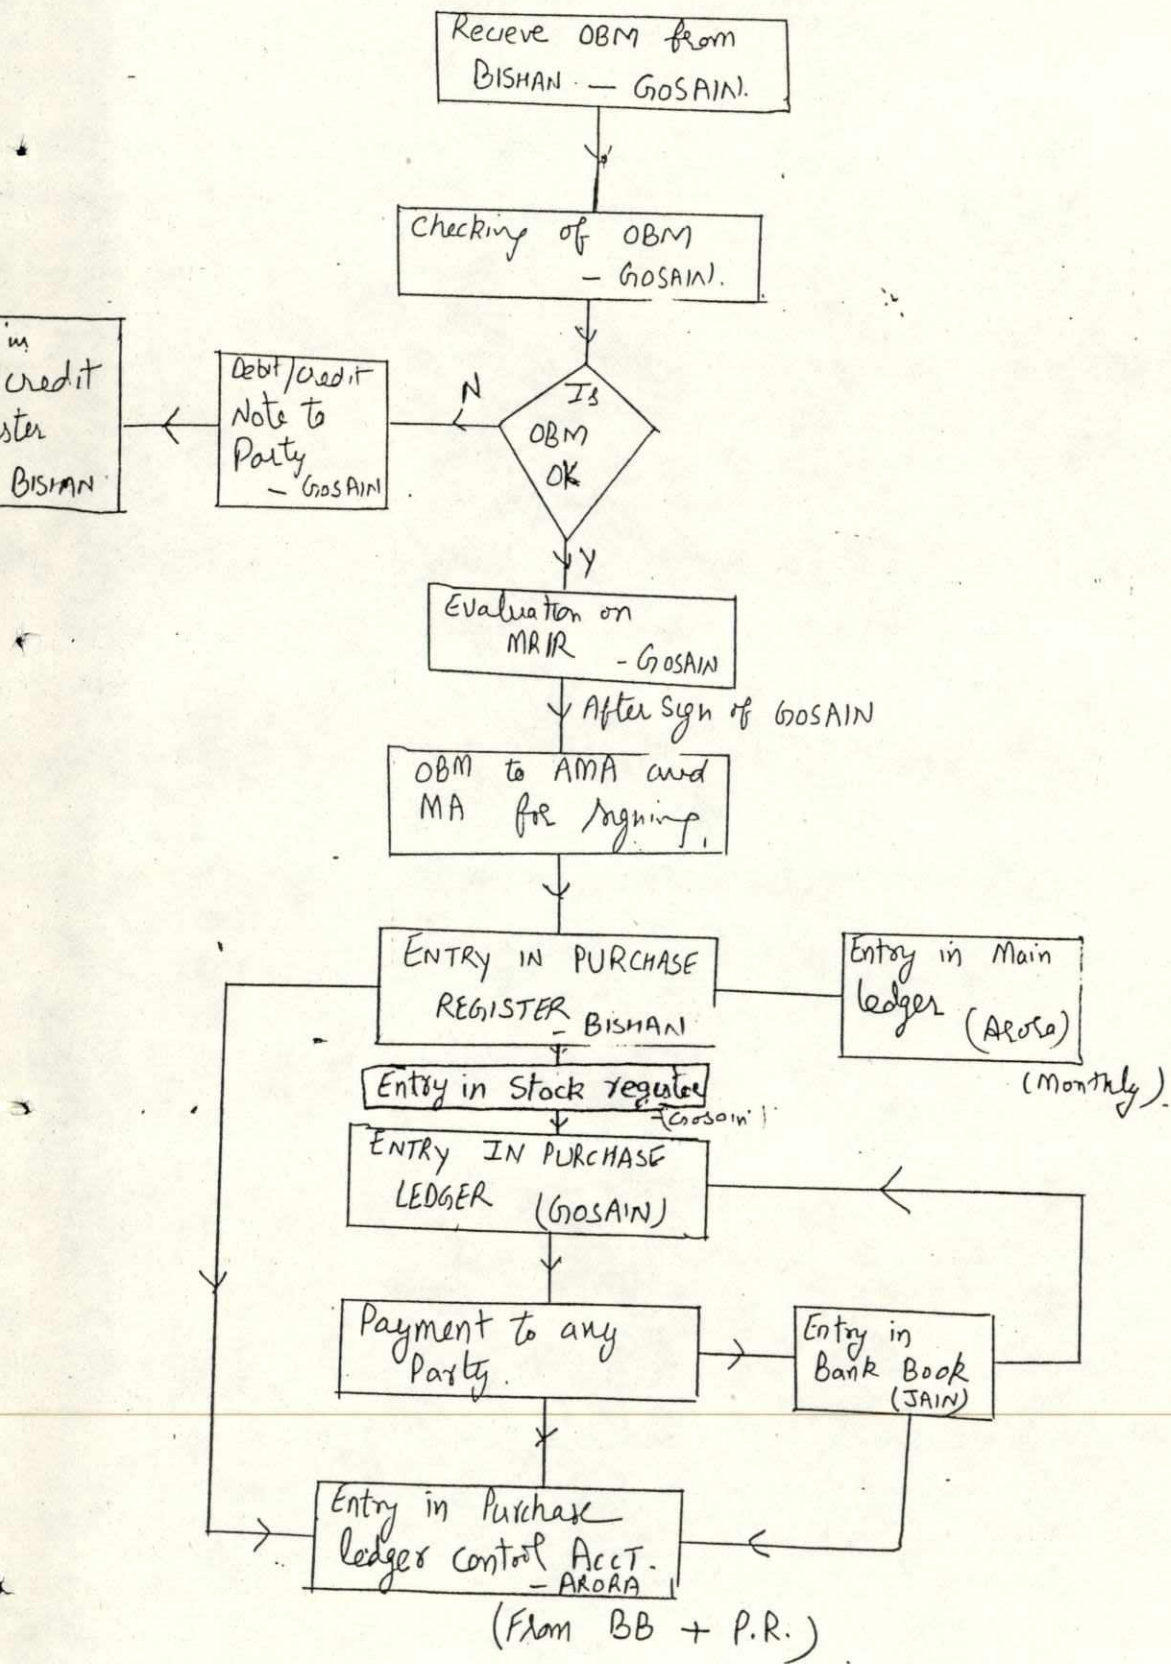 Recieve OBM from
BISHAN. — GOSAIN.
Checking of OBM
— GOSAIN.
in
credit
BISHAN
Debit/credit
Note to
Party
— GOSAIN
N
Is
OBM
OK
Y
Evaluation on
MRIR - GOSAIN
After Sign of GOSAIN
OBM to AMA and
MA for signing.
ENTRY IN PURCHASE
REGISTER
– BISHAN
Entry in Main
ledger (Arora)
(Monthly).
Entry in Stock register
(Gosain)
ENTRY IN PURCHASE
LEDGER (GOSAIN)
Payment to any
Party.
Entry in
Bank Book
(JAIN)
Entry in Purchase
ledger control Acct.
– ARORA
(From BB + P.R.)